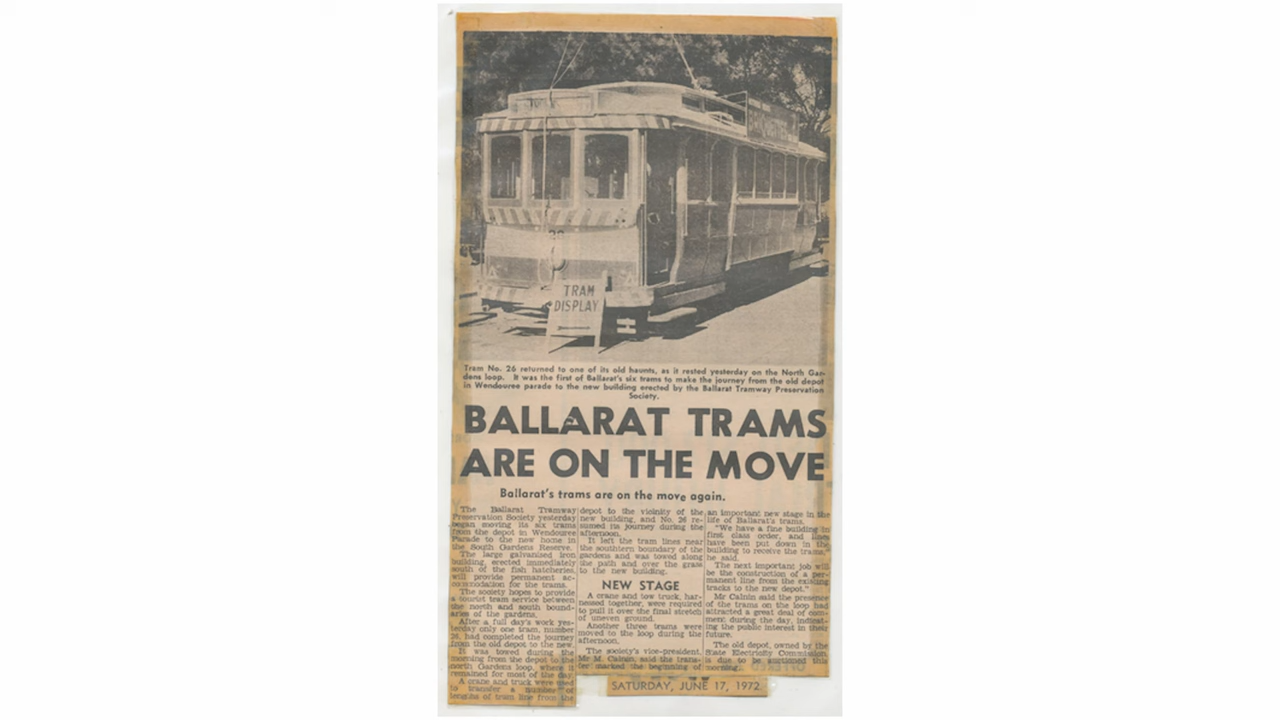 TRAM
DISPLAY
Tram No. 26 returned to one of its old haunts, as it rested yesterday on the North Gar-
dens loop. It was the first of Ballarat's six trams to make the journey from the old depot
in Wendouree parade to the new building erected by the Ballarat Tramway Preservation
Society.
BALLARAT TRAMS
ARE ON THE MOVE
Ballarat's trams are on the move again.
The Ballarat Tramway
Preservation Society yesterday
began moving its six trams
from the depot in Wendouree
Parade to the new home in
the South Gardens Reserve.
The large galvanized iron
building, erected immediately
south of the fish hatcheries,
will provide permanent ac-
commodation for the trams.
The society hopes to provide
a tourist tram service between
the north and south bound-
aries of the gardens.
After a full day's work yes-
terday only one tram, number
26, had completed the journey
from the old depot to the new.
It was towed during the
morning from the depot to the
north Gardens loop, where it
remained for most of the day.
A crane and truck were used
to transfer a number of
lengths of tram line from the
depot to the vicinity of the
new building, and No. 26 re-
sumed its journey during the
afternoon.
It left the tram lines near
the southern boundary of the
gardens and was towed along
the path and over the grass
to the new building.
NEW STAGE
A crane and tow truck, har-
nessed together, were required
to pull it over the final stretch
of uneven ground.
Another three trams were
moved to the loop during the
afternoon.
The society's vice-president,
Mr M. Calnin, said the trans-
fer marked the beginning of
an important new stage in the
life of Ballarat's trams.
"We have a fine building in
first class order, and lines
have been put down in the
building to receive the trams,"
he said.
The next important job will
be the construction of a per-
manent line from the existing
tracks to the new depot."
Mr Calnin said the presence
of the trams on the loop had
attracted a great deal of com-
ment during the day, indicat-
ing the public interest in their
future.
The old depot, owned by the
State Electricity Commission,
is due to be auctioned this
morning.
SATURDAY, JUNE 17, 1972